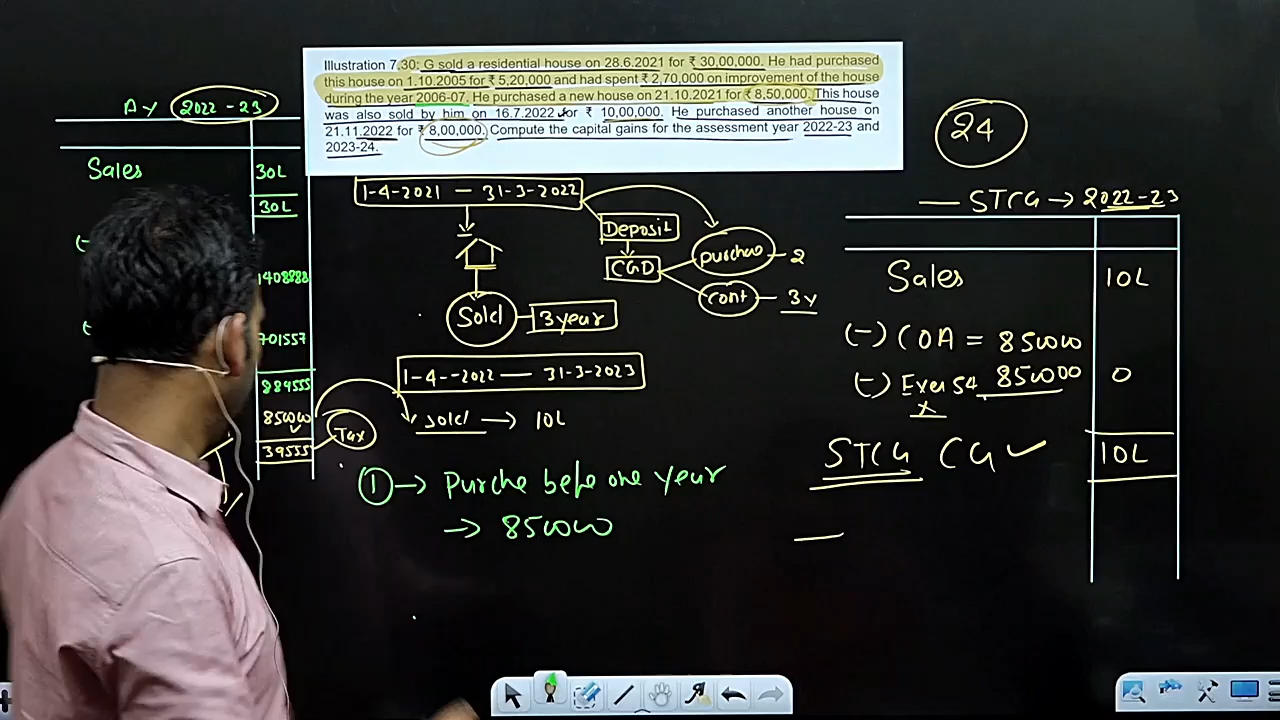 Illustration 7.30: G sold a residential house on 28.6.2021 for ₹ 30,00,000. He had purchased
this house on 1.10.2005 for ₹ 5,20,000 and had spent ₹ 2,70,000 on improvement of the house
during the year 2006-07. He purchased a new house on 21.10.2021 for ₹ 8,50,000. This house
was also sold by him on 16.7.2022 for ₹ 10,00,000. He purchased another house on
21.11.2022 for ₹ 8,00,000. Compute the capital gains for the assessment year 2022-23 and
2023-24.
AY 2022-23
Sales 30L
30L
(-)
1408888
701557
884555
850000
39555
Tax
1-4-2021 — 31-3-2022
Deposit
CGD
purchao - 2
Cont - 3y
Sold 3 year
1-4--2022 — 31-3-2023
Sold → 10L
① → Purche befe one year
→ 850000
24
— STCG → 2022-23
Sales 10L
(-) COA = 850000
(-) Exem 54 850000 0
x
STCG CG ✓ 10L